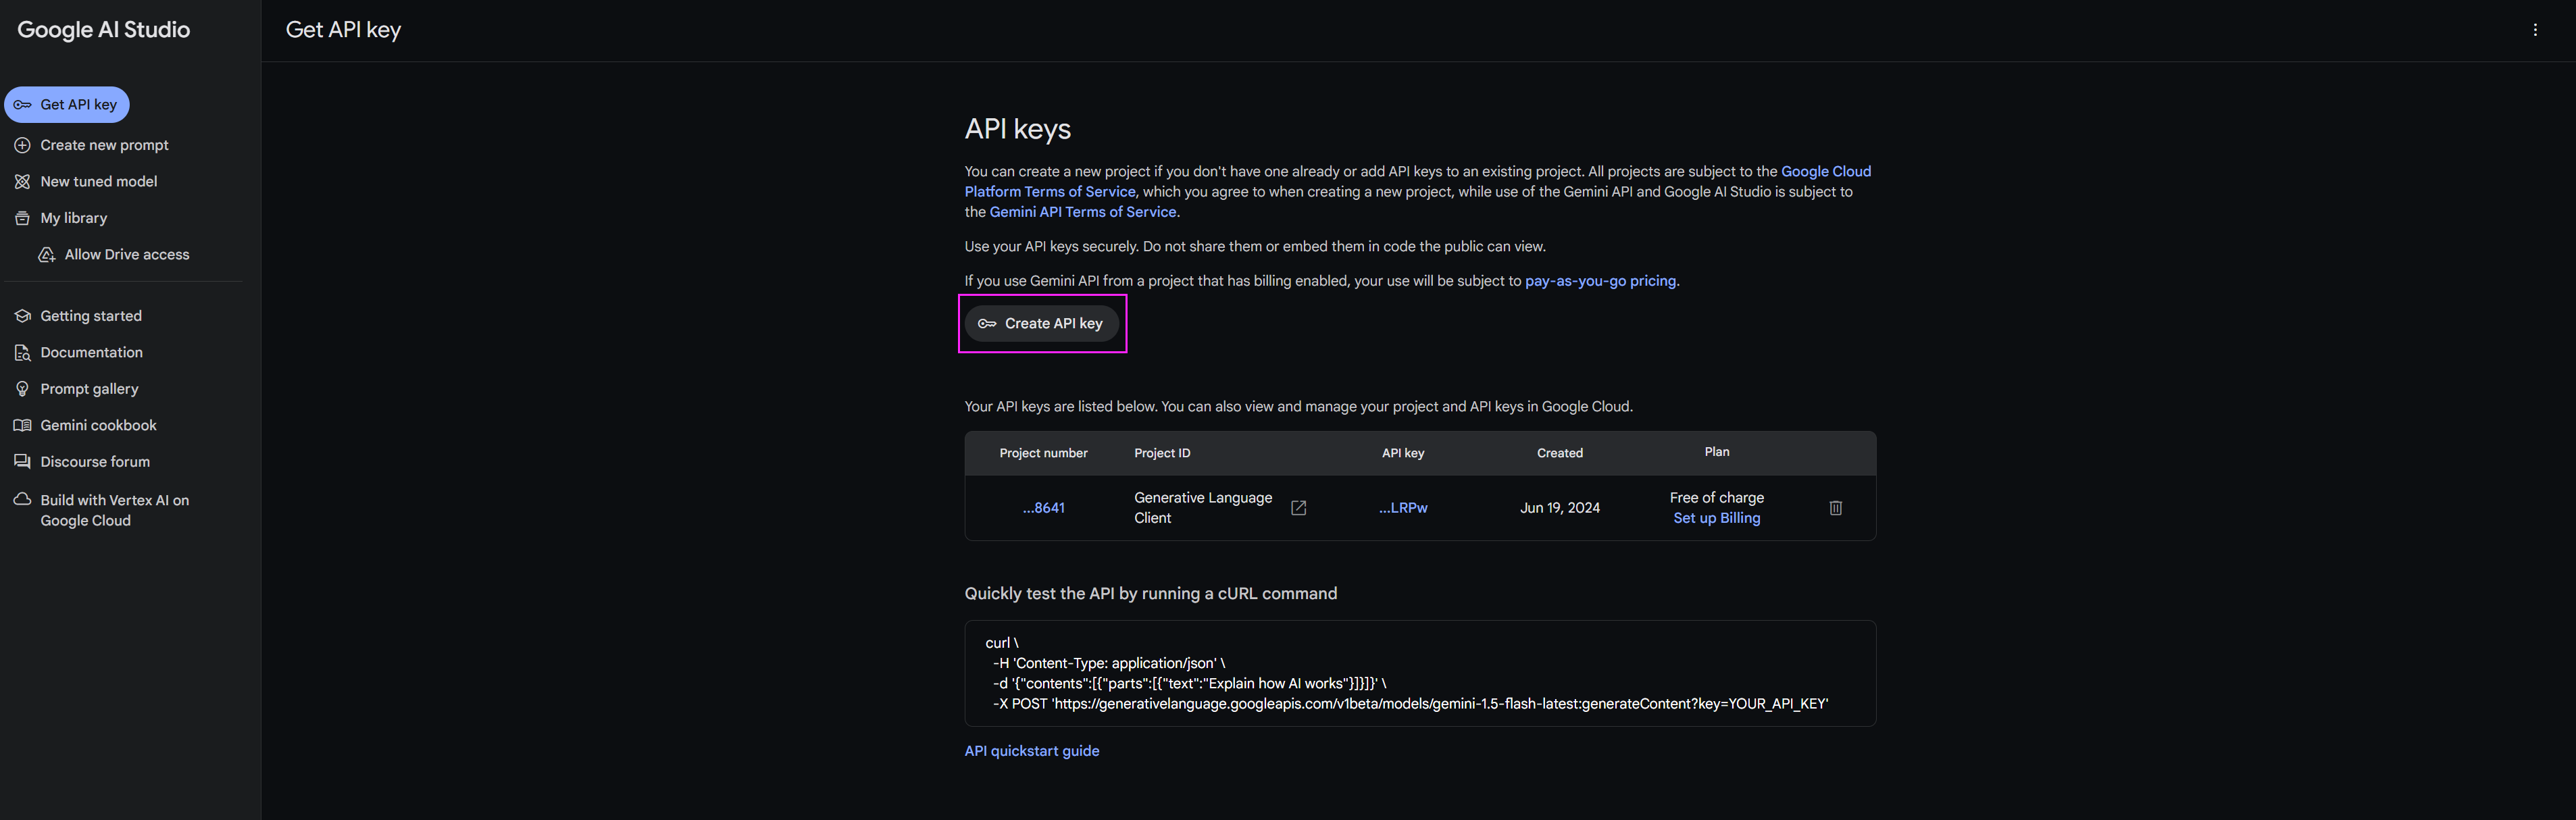 Google AI Studio
Get API key
Create new prompt
New tuned model
My library
Allow Drive access
Getting started
Documentation
Prompt gallery
Gemini cookbook
Discourse forum
Build with Vertex AI on
Google Cloud
Get API key
API keys
You can create a new project if you don't have one already or add API keys to an existing project. All projects are subject to the Google Cloud
Platform Terms of Service, which you agree to when creating a new project, while use of the Gemini API and Google AI Studio is subject to
the Gemini API Terms of Service.
Use your API keys securely. Do not share them or embed them in code the public can view.
If you use Gemini API from a project that has billing enabled, your use will be subject to pay-as-you-go pricing.
Create API key
Your API keys are listed below. You can also view and manage your project and API keys in Google Cloud.
Project number Project ID API key Created Plan
...8641 Generative Language Client ...LRPw Jun 19, 2024 Free of charge
Set up Billing
Quickly test the API by running a cURL command
curl \
-H 'Content-Type: application/json' \
-d '{"contents":[{"parts":[{"text":"Explain how AI works"}]}]}' \
-X POST 'https://generativelanguage.googleapis.com/v1beta/models/gemini-1.5-flash-latest:generateContent?key=YOUR_API_KEY'
API quickstart guide